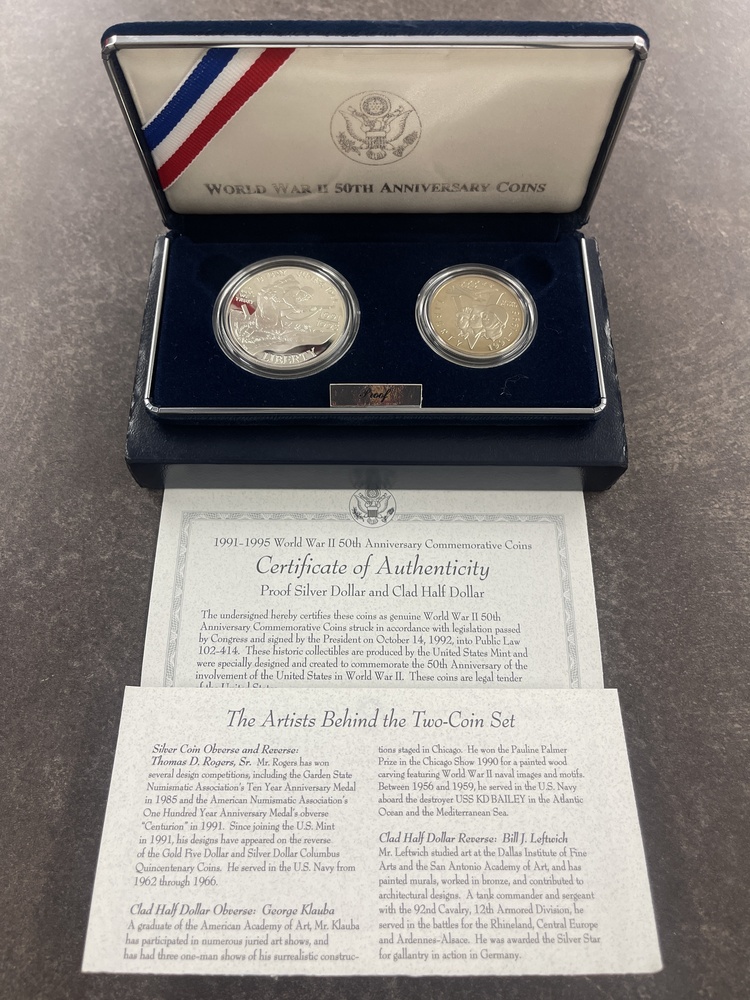 WORLD WAR II 50TH ANNIVERSARY COINS
TRUST
LIBERTY
Proof
1991-1995 World War II 50th Anniversary Commemorative Coins
Certificate of Authenticity
Proof Silver Dollar and Clad Half Dollar
The undersigned hereby certifies these coins as genuine World War II 50th
Anniversary Commemorative Coins struck in accordance with legislation passed
by Congress and signed by the President on October 14, 1992, into Public Law
102-414. These historic collectibles are produced by the United States Mint and
were specially designed and created to commemorate the 50th Anniversary of the
involvement of the United States in World War II. These coins are legal tender
of the United States
The Artists Behind the Two-Coin Set
Silver Coin Obverse and Reverse:
Thomas D. Rogers, Sr. Mr. Rogers has won
several design competitions, including the Garden State
Numismatic Association's Ten Year Anniversary Medal
in 1985 and the American Numismatic Association's
One Hundred Year Anniversary Medal's obverse
"Centurion" in 1991. Since joining the U.S. Mint
in 1991, his designs have appeared on the reverse
of the Gold Five Dollar and Silver Dollar Columbus
Quincentenary Coins. He served in the U.S. Navy from
1962 through 1966.
Clad Half Dollar Obverse: George Klauba
A graduate of the American Academy of Art, Mr. Klauba
has participated in numerous juried art shows, and
has had three one-man shows of his surrealistic construc-
tions staged in Chicago. He won the Pauline Palmer
Prize in the Chicago Show 1990 for a painted wood
carving featuring World War II naval images and motifs.
Between 1956 and 1959, he served in the U.S. Navy
aboard the destroyer USS KD BAILEY in the Atlantic
Ocean and the Mediterranean Sea.
Clad Half Dollar Reverse: Bill J. Leftwich
Mr. Leftwich studied art at the Dallas Institute of Fine
Arts and the San Antonio Academy of Art, and has
painted murals, worked in bronze, and contributed to
architectural designs. A tank commander and sergeant
with the 92nd Cavalry, 12th Armored Division, he
served in the battles for the Rhineland, Central Europe
and Ardennes-Alsace. He was awarded the Silver Star
for gallantry in action in Germany.